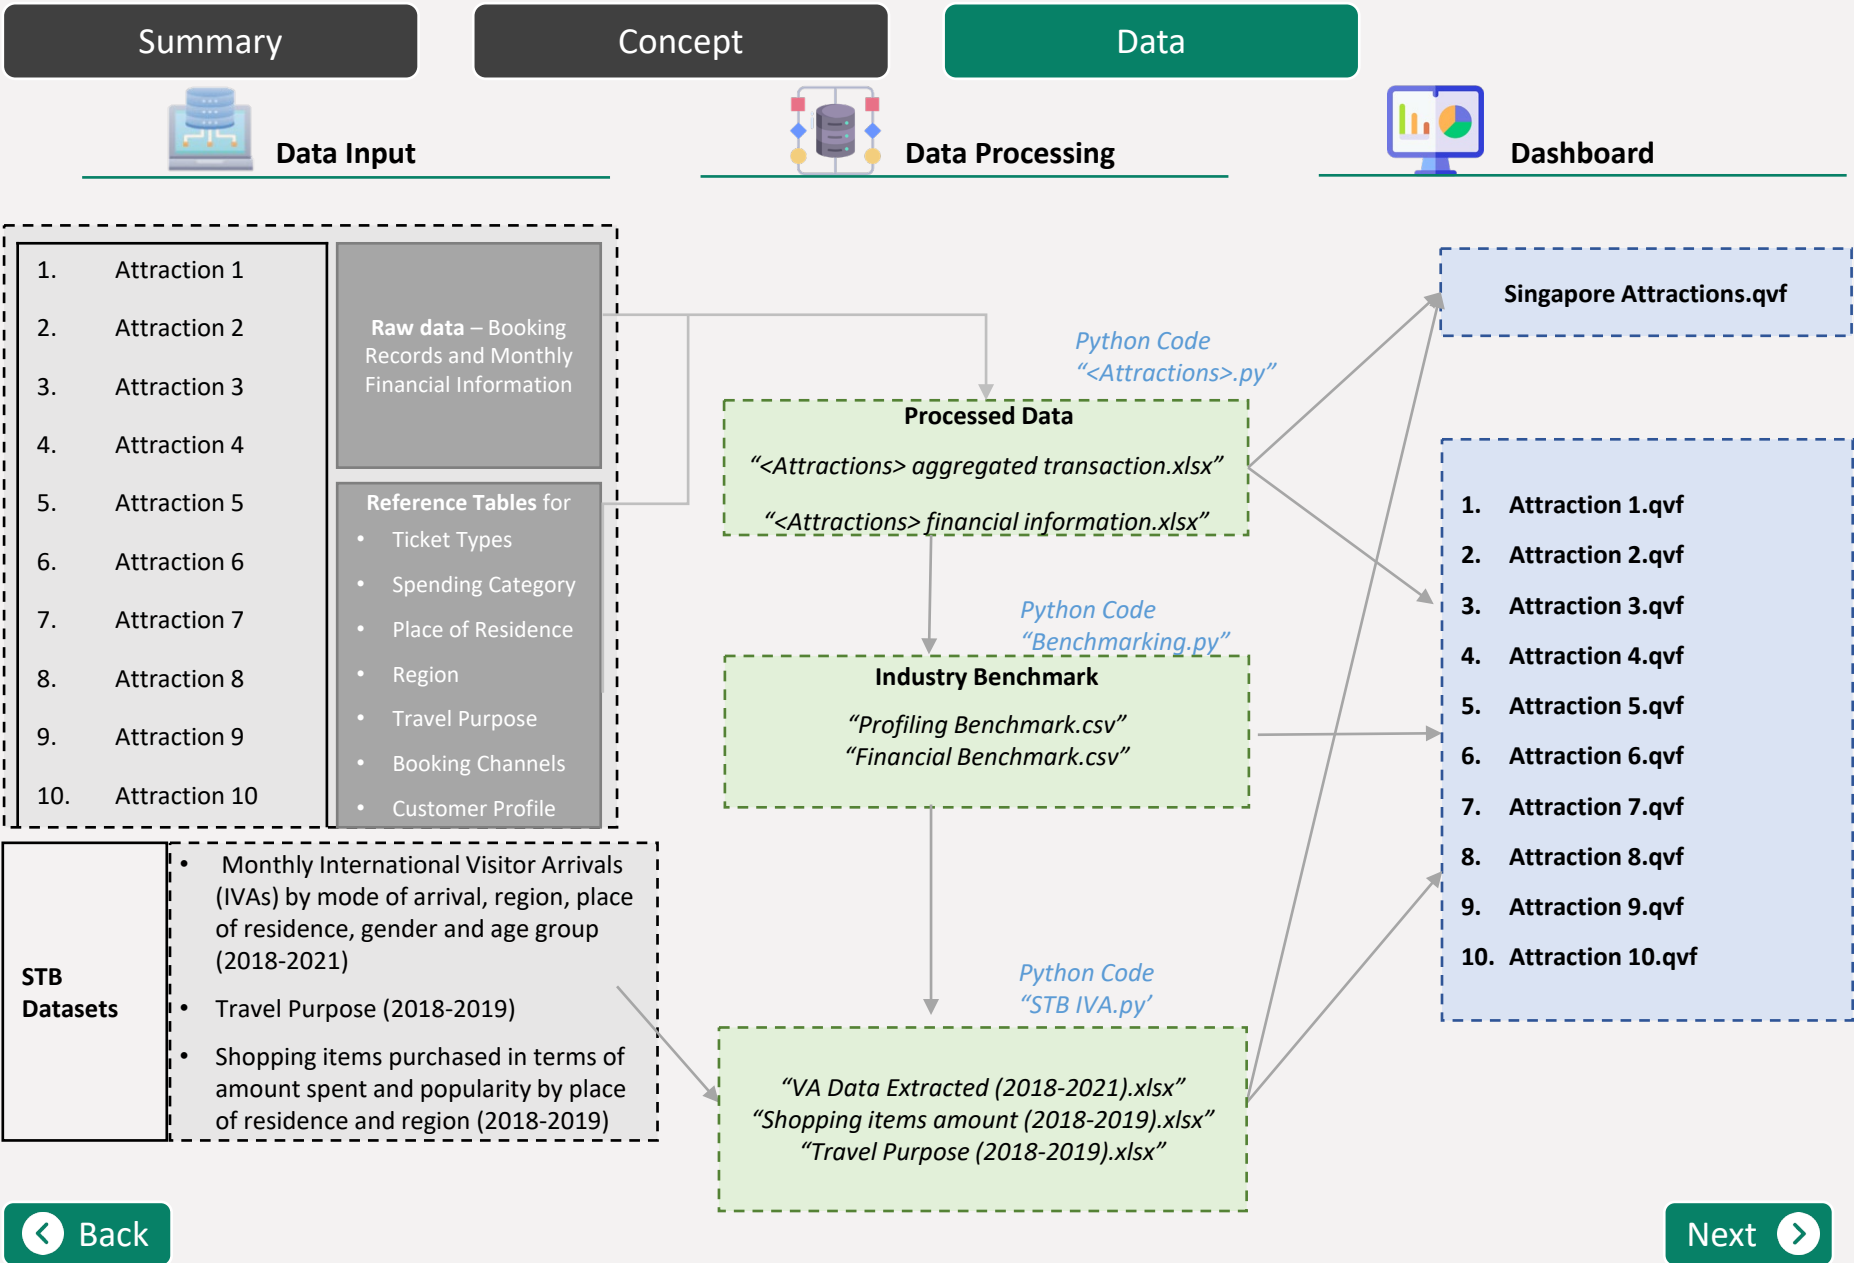 Summary
Concept
Data
Data Input
Data Processing
Dashboard
1. Attraction 1
2. Attraction 2
3. Attraction 3
4. Attraction 4
5. Attraction 5
6. Attraction 6
7. Attraction 7
8. Attraction 8
9. Attraction 9
10. Attraction 10
Raw data – Booking
Records and Monthly
Financial Information
Reference Tables for
• Ticket Types
• Spending Category
• Place of Residence
• Region
• Travel Purpose
• Booking Channels
• Customer Profile
STB
Datasets
• Monthly International Visitor Arrivals
(IVAs) by mode of arrival, region, place
of residence, gender and age group
(2018-2021)
• Travel Purpose (2018-2019)
• Shopping items purchased in terms of
amount spent and popularity by place
of residence and region (2018-2019)
Python Code
“<Attractions>.py”
Processed Data
“<Attractions> aggregated transaction.xlsx”
“<Attractions> financial information.xlsx”
Python Code
“Benchmarking.py”
Industry Benchmark
“Profiling Benchmark.csv”
“Financial Benchmark.csv”
Python Code
“STB IVA.py’
“VA Data Extracted (2018-2021).xlsx”
“Shopping items amount (2018-2019).xlsx”
“Travel Purpose (2018-2019).xlsx”
Singapore Attractions.qvf
1. Attraction 1.qvf
2. Attraction 2.qvf
3. Attraction 3.qvf
4. Attraction 4.qvf
5. Attraction 5.qvf
6. Attraction 6.qvf
7. Attraction 7.qvf
8. Attraction 8.qvf
9. Attraction 9.qvf
10. Attraction 10.qvf
Back
Next